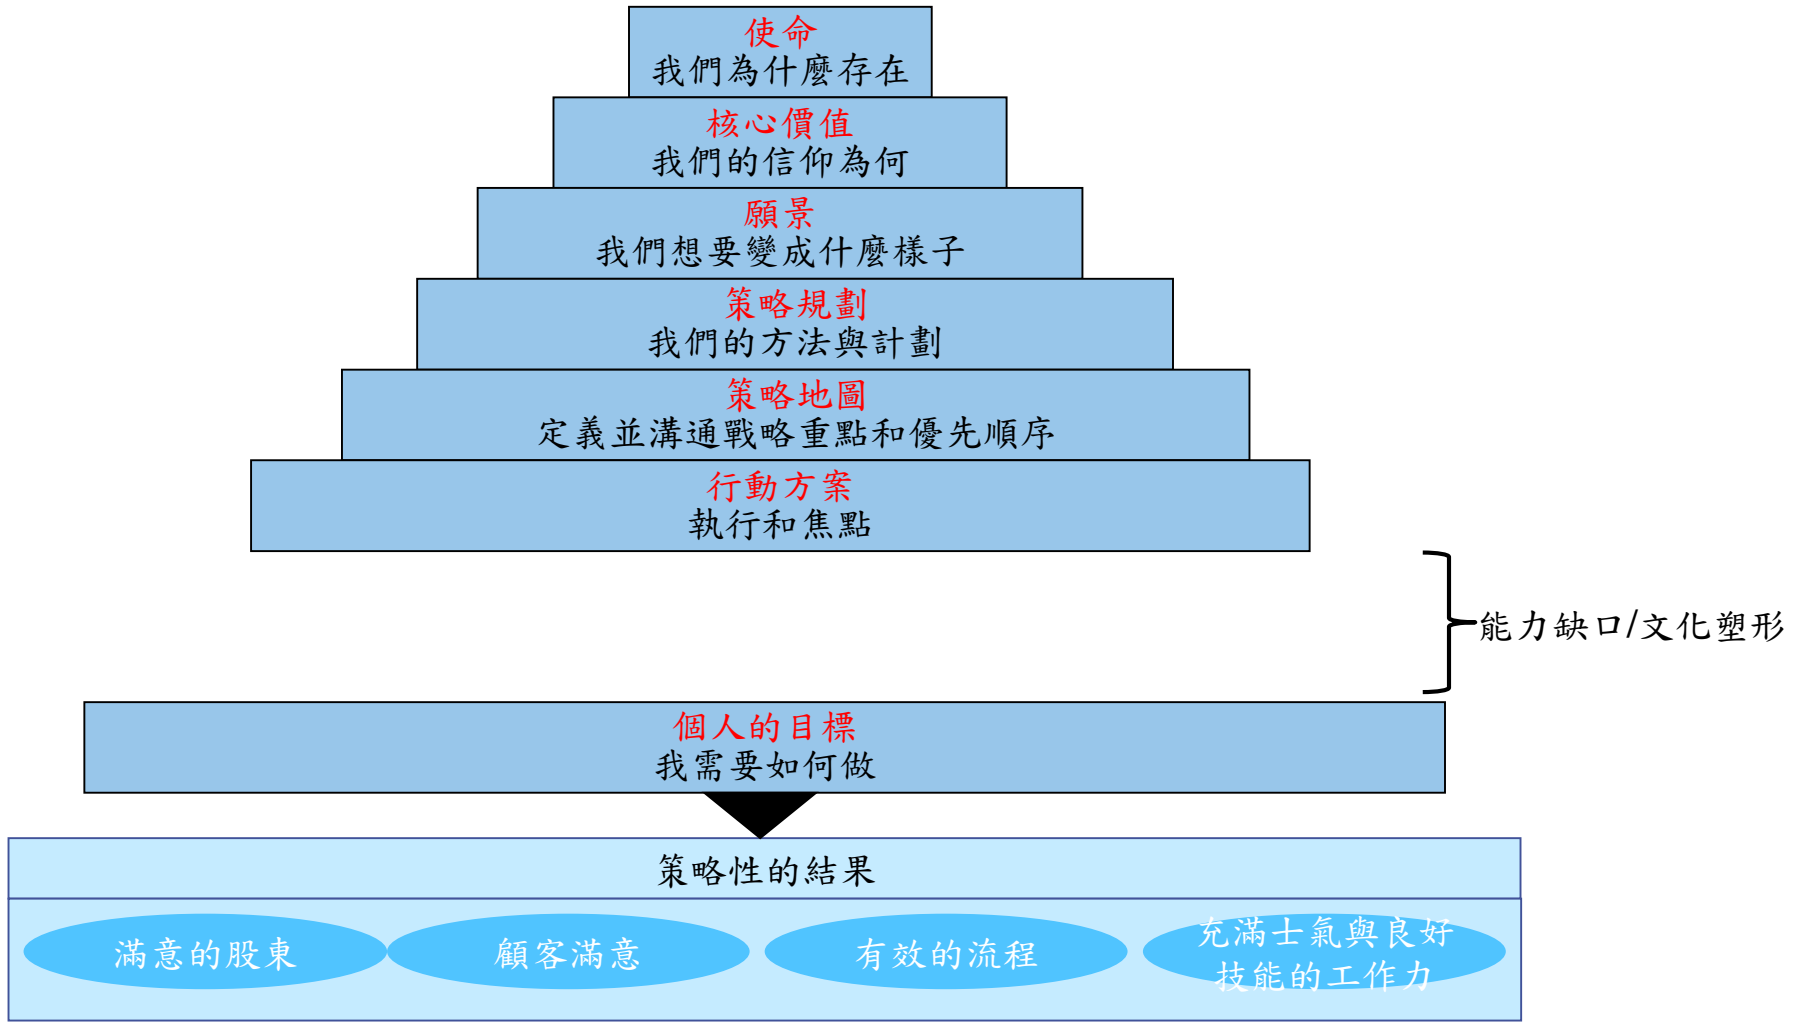 使命
我們為什麼存在
核心價值
我們的信仰為何
願景
我們想要變成什麼樣子
策略規劃
我們的方法與計劃
策略地圖
定義並溝通戰略重點和優先順序
行動方案
執行和焦點
能力缺口/文化塑形
個人的目標
我需要如何做
策略性的結果
滿意的股東
顧客滿意
有效的流程
充滿士氣與良好
技能的工作力